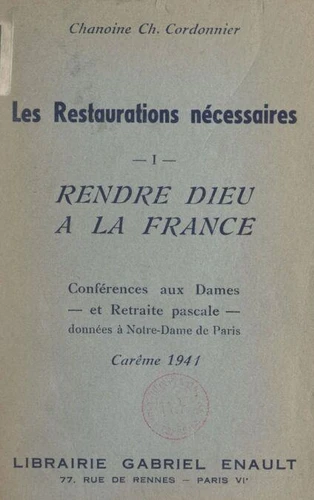 Chanoine Ch. Cordonnier
Les Restaurations nécessaires
— I —
RENDRE DIEU
A LA FRANCE
Conférences aux Dames
— et Retraite pascale —
données à Notre-Dame de Paris
Carême 1941
LIBRAIRIE GABRIEL ENAULT
77, RUE DE RENNES — PARIS VIᵉ